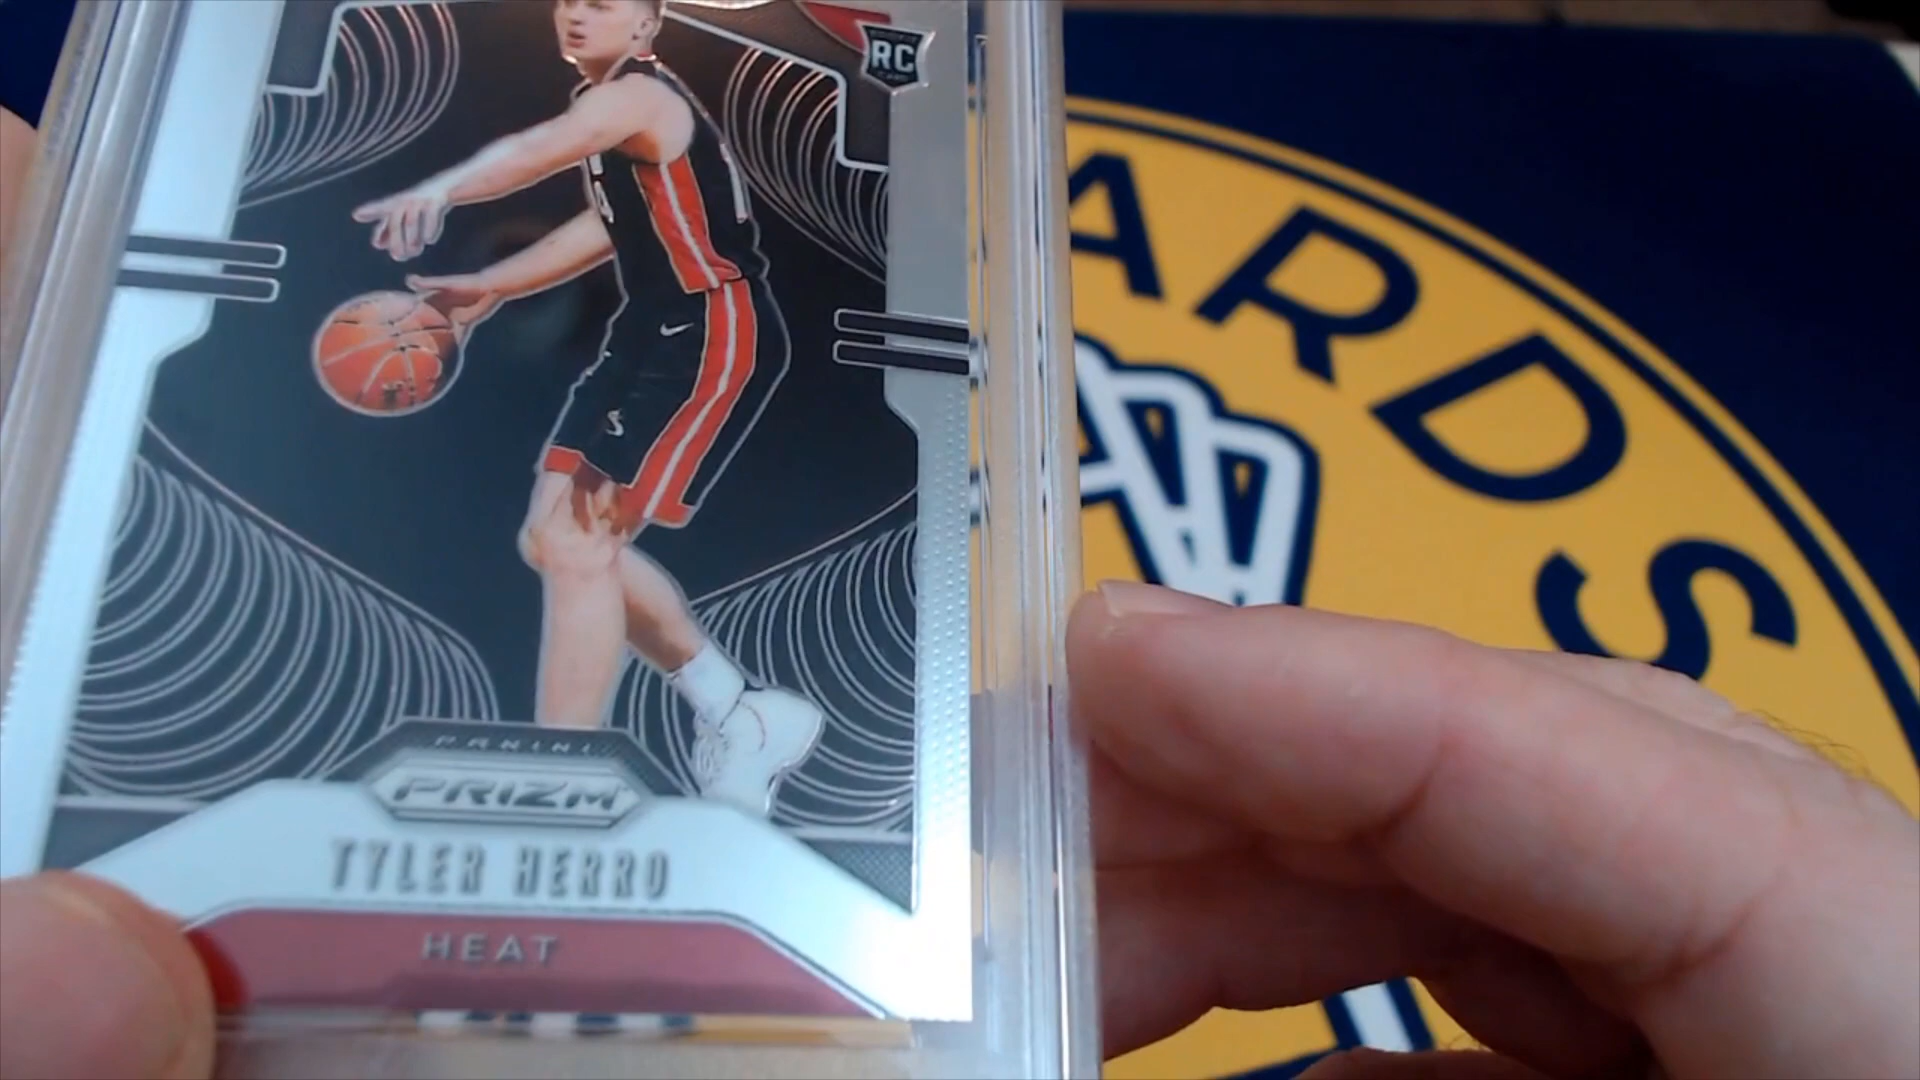 RC
PANINI
PRIZM
TYLER HERRO
HEAT
ARDS